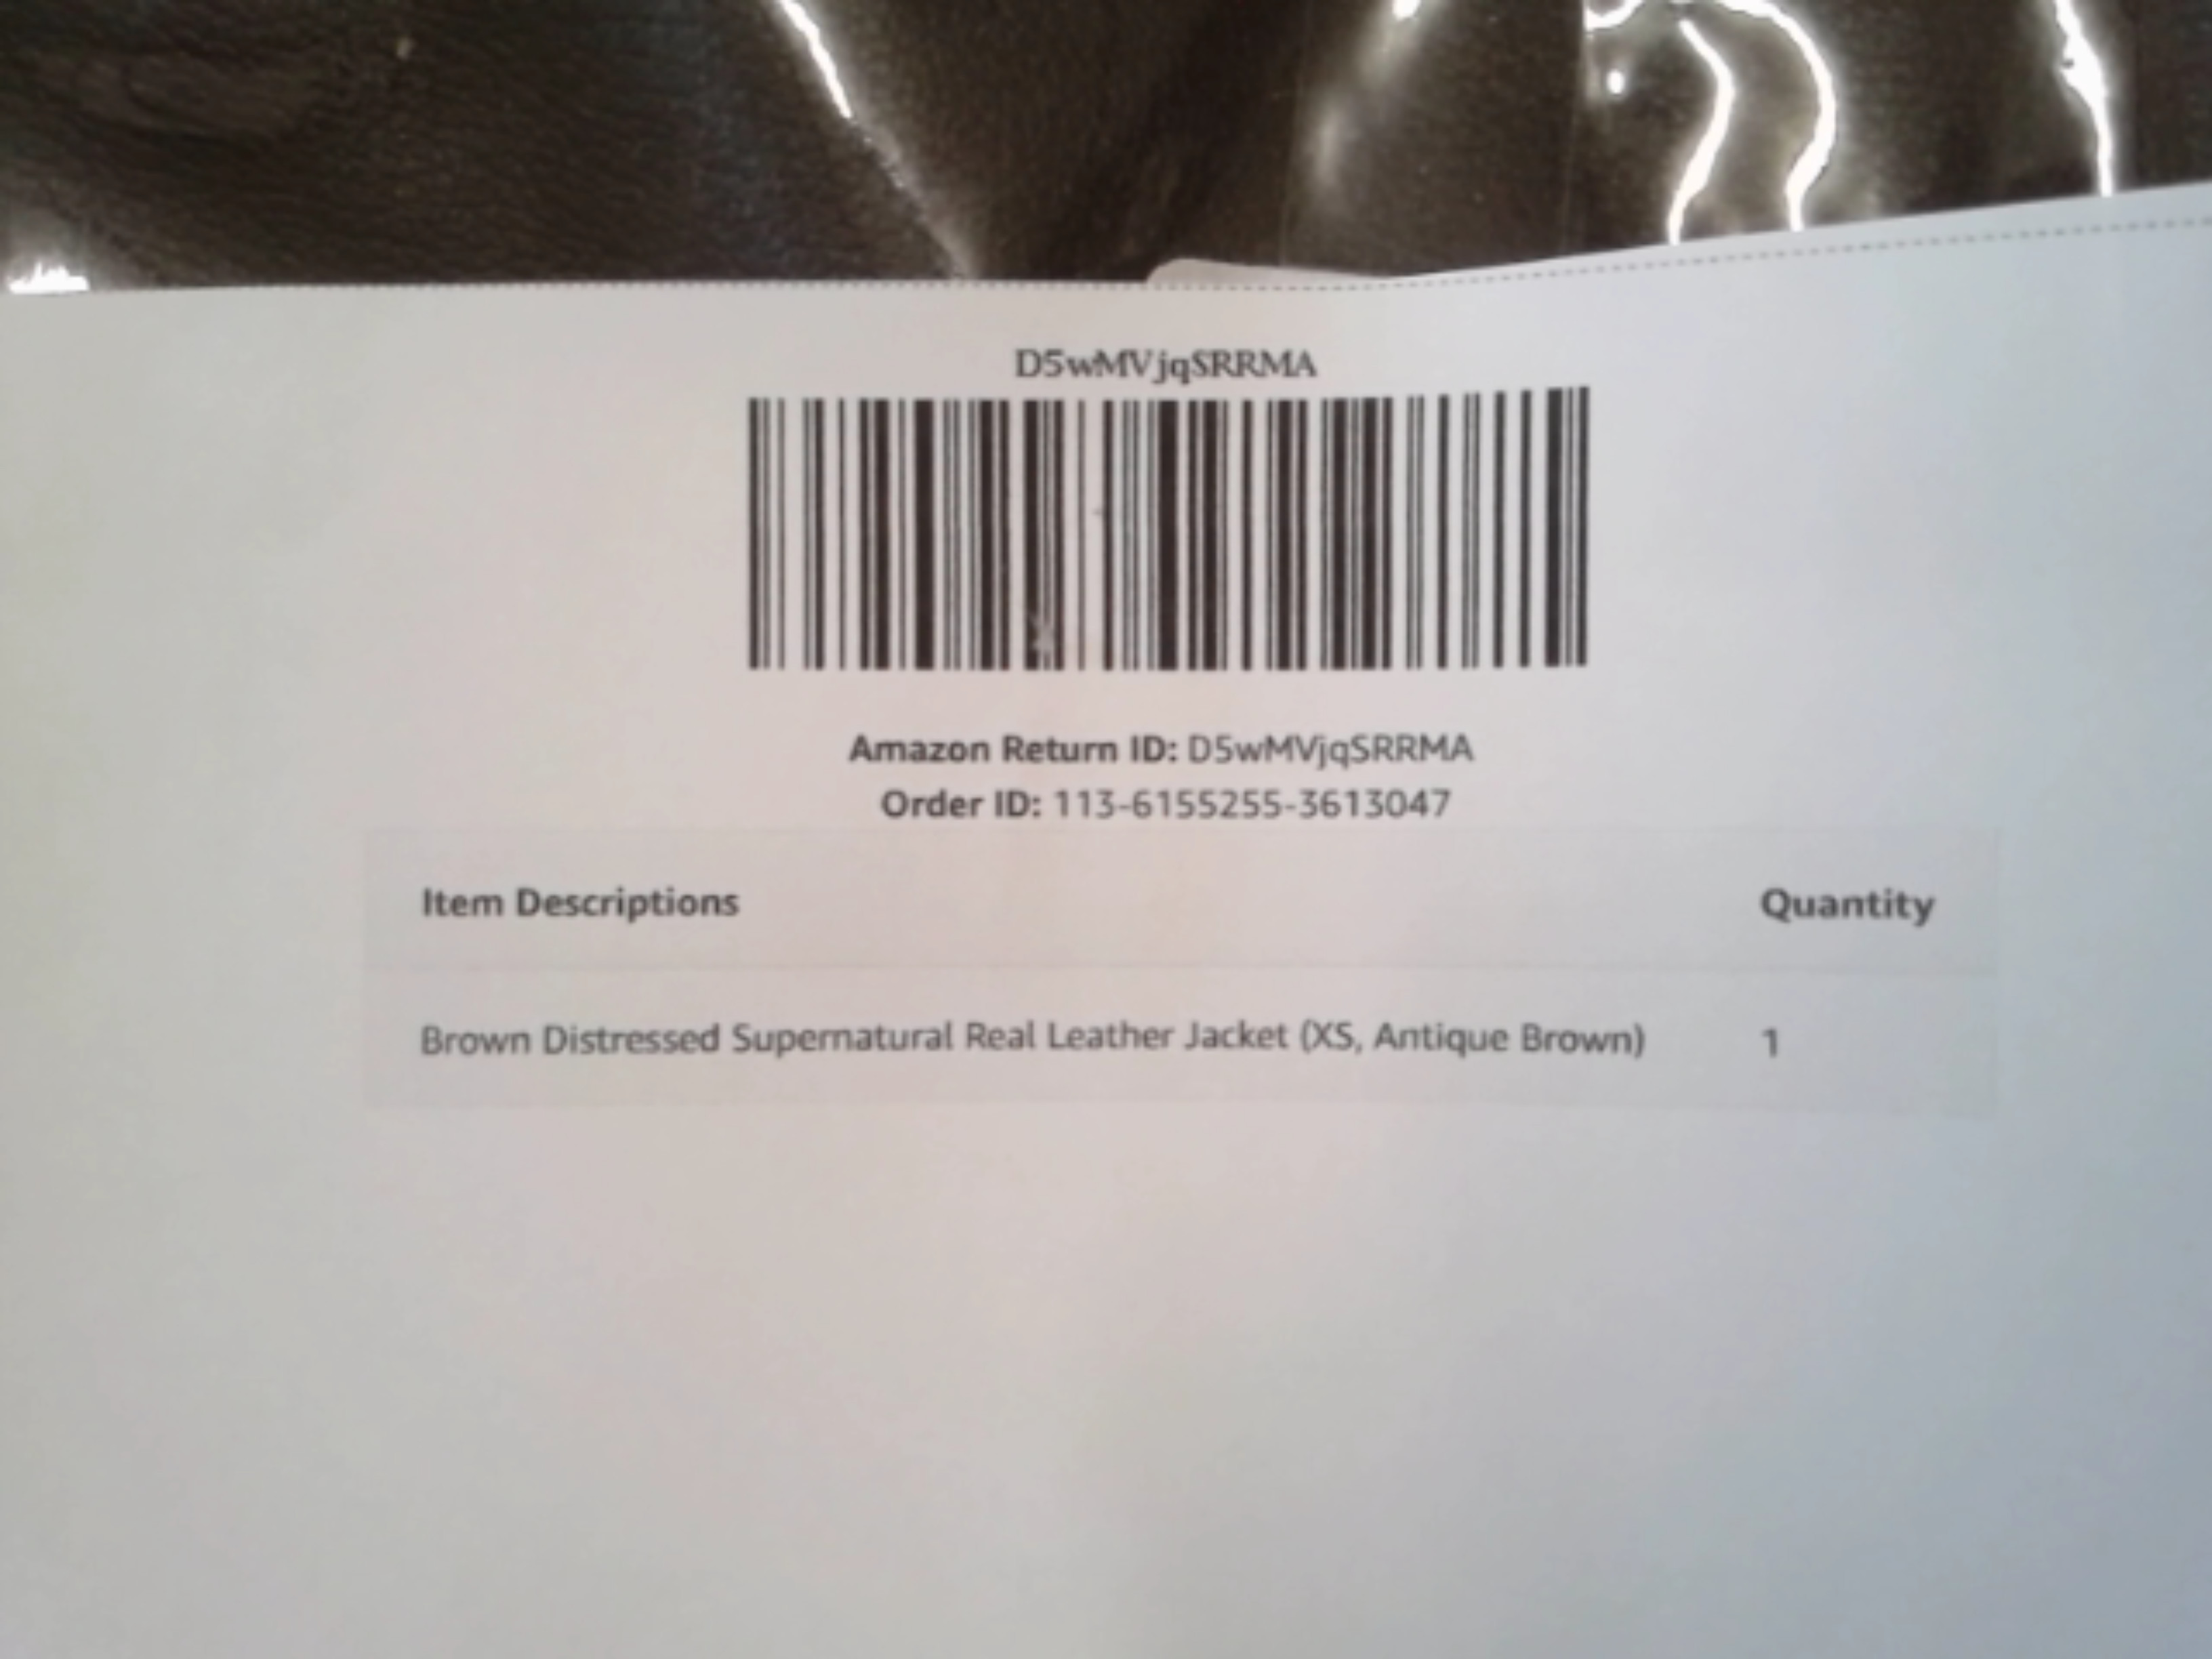 D5wMVjqSRRMA
Amazon Return ID: D5wMVjqSRRMA
Order ID: 113-6155255-3613047
Item Descriptions Quantity
Brown Distressed Supernatural Real Leather Jacket (XS, Antique Brown) 1